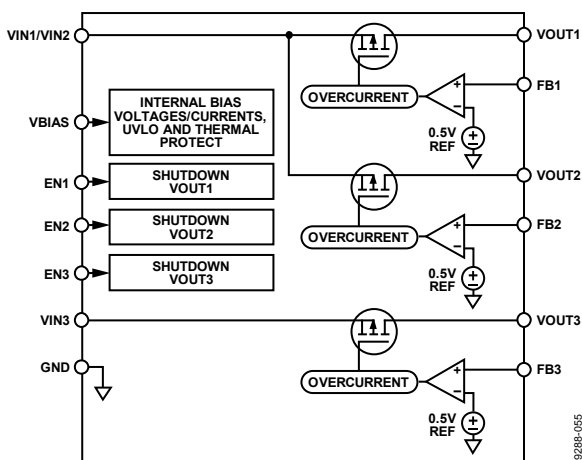 VIN1/VIN2
VOUT1
OVERCURRENT
+
−
FB1
0.5V
REF
VBIAS
INTERNAL BIAS
VOLTAGES/CURRENTS,
UVLO AND THERMAL
PROTECT
EN1
SHUTDOWN
VOUT1
VOUT2
EN2
SHUTDOWN
VOUT2
OVERCURRENT
+
−
FB2
0.5V
REF
EN3
SHUTDOWN
VOUT3
VIN3
VOUT3
GND
OVERCURRENT
+
−
FB3
0.5V
REF
9288-055